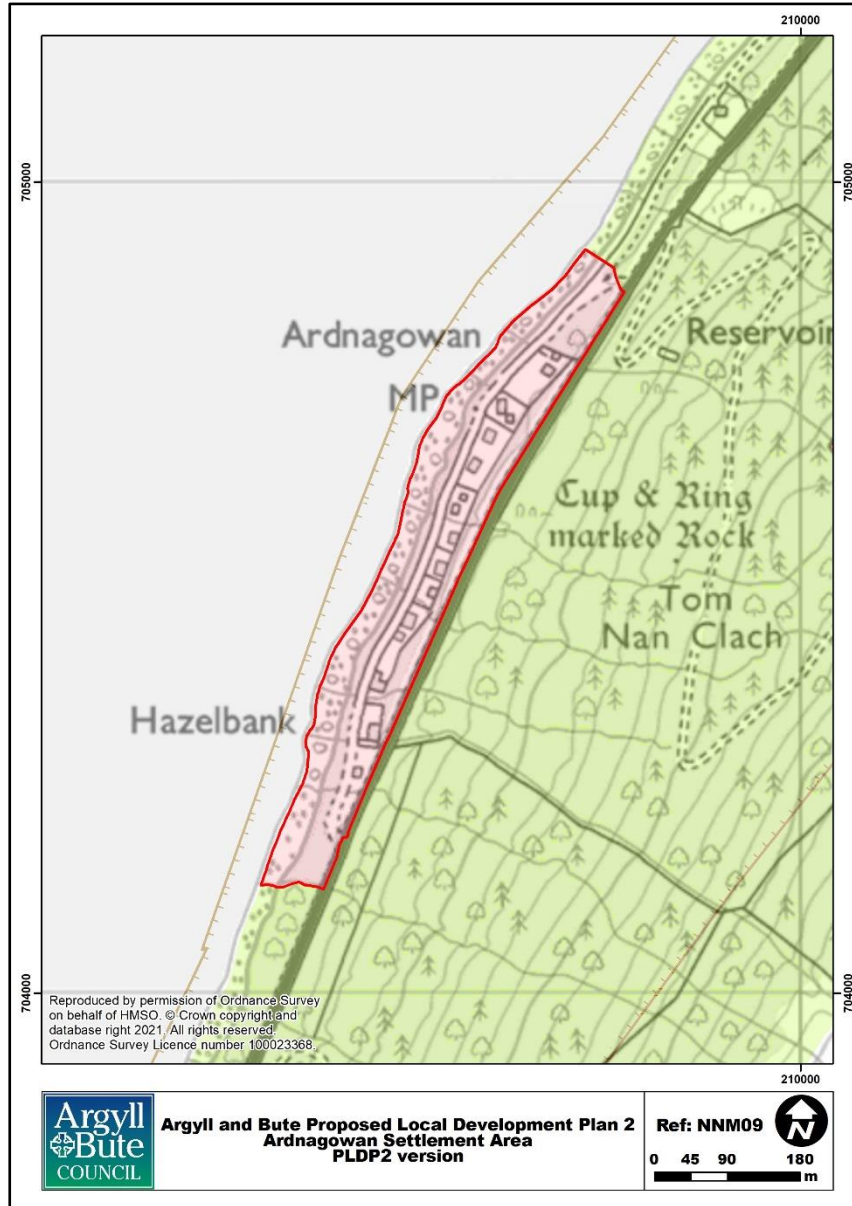 210000
705000
705000
Ardnagowan
MP
Reservoir
Cup & Ring
marked Rock
Tom
Nan Clach
Hazelbank
704000
704000
Reproduced by permission of Ordnance Survey
on behalf of HMSO. © Crown copyright and
database right 2021. All rights reserved.
Ordnance Survey Licence number 100023368.
210000
Argyll
&Bute
COUNCIL
Argyll and Bute Proposed Local Development Plan 2
Ardnagowan Settlement Area
PLDP2 version
Ref: NNM09
N
0 45 90 180
m